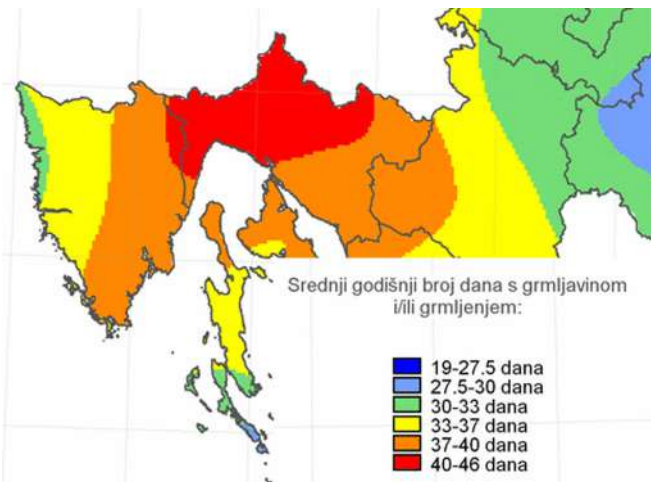 Srednji godišnji broj dana s grmljavinom
i/ili grmljenjem:
19-27.5 dana
27.5-30 dana
30-33 dana
33-37 dana
37-40 dana
40-46 dana